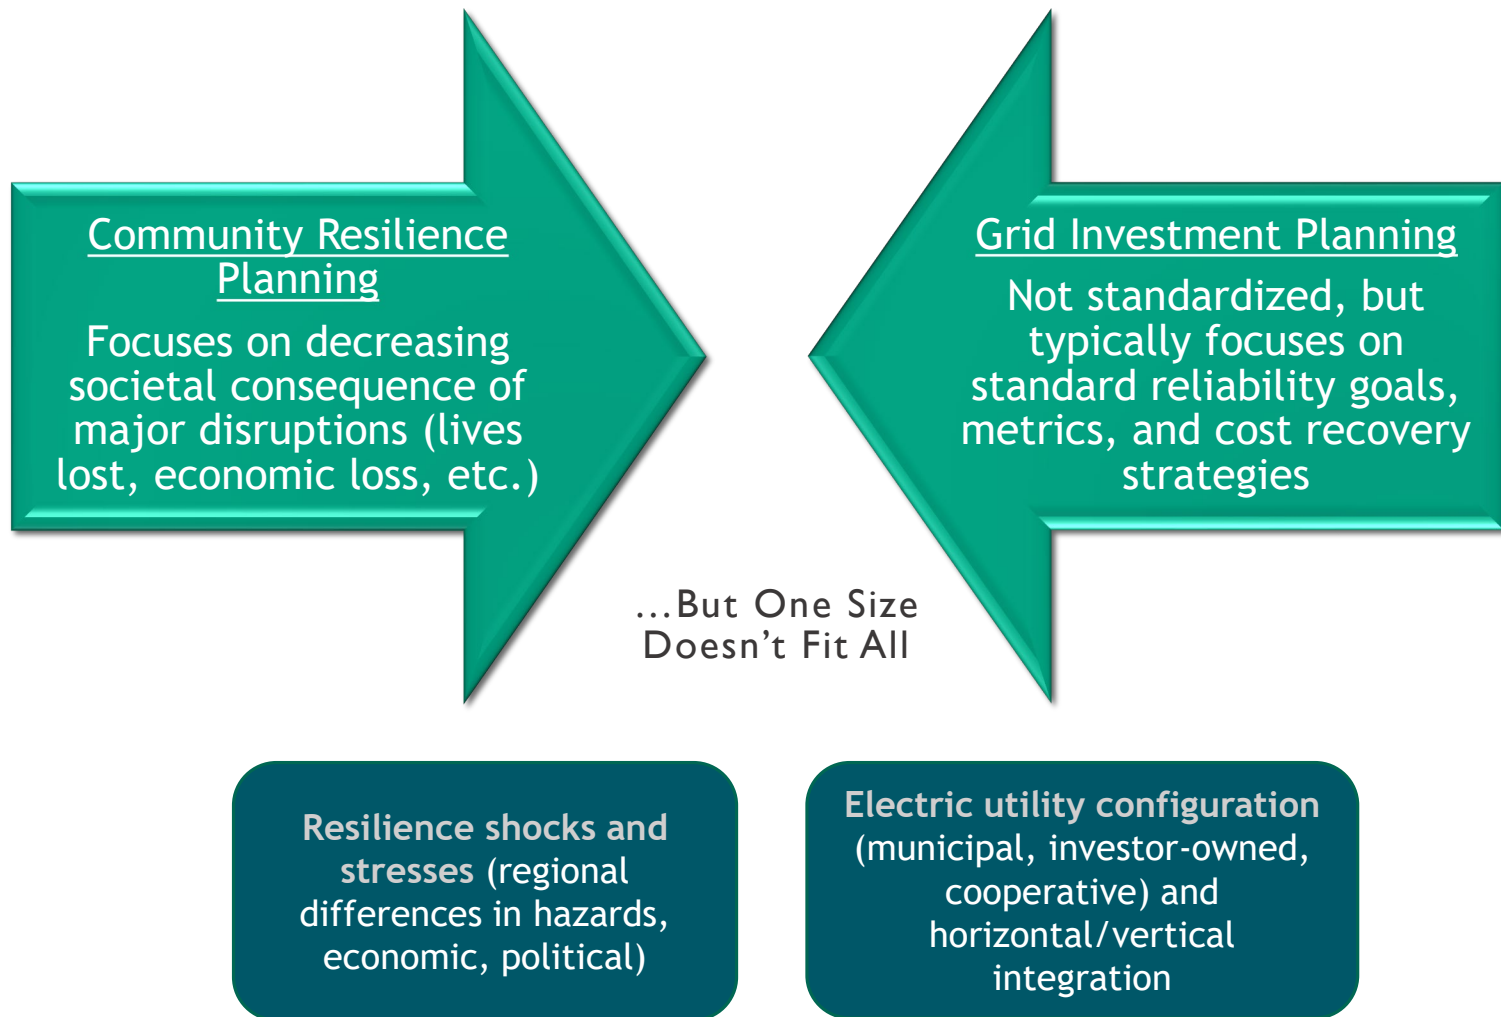 Community Resilience
Planning
Focuses on decreasing
societal consequence of
major disruptions (lives
lost, economic loss, etc.)
Grid Investment Planning
Not standardized, but
typically focuses on
standard reliability goals,
metrics, and cost recovery
strategies
...But One Size
Doesn’t Fit All
Resilience shocks and
stresses (regional
differences in hazards,
economic, political)
Electric utility configuration
(municipal, investor-owned,
cooperative) and
horizontal/vertical
integration